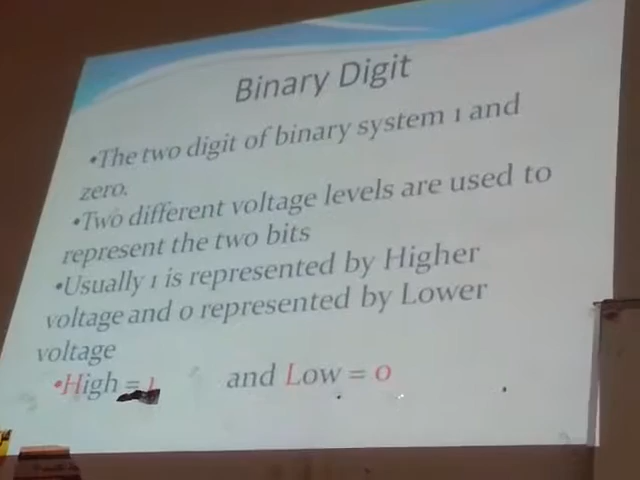 Binary Digit
•The two digit of binary system 1 and
zero.
•Two different voltage levels are used to
represent the two bits
•Usually 1 is represented by Higher
voltage and 0 represented by Lower
voltage
•High = 1 and Low = 0